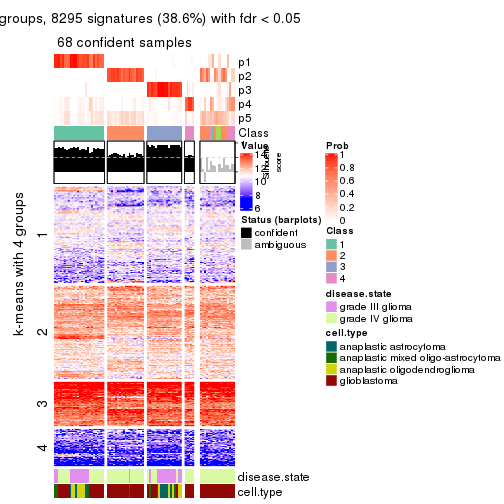 groups, 8295 signatures (38.6%) with fdr < 0.05
68 confident samples
p1
p2
p3
p4
p5
Class
Value
14
12
10
8
6
Silhouette
score
Prob
1
0.8
0.6
0.4
0.2
0
Status (barplots)
confident
ambiguous
Class
1
2
3
4
disease.state
grade III glioma
grade IV glioma
cell.type
anaplastic astrocytoma
anaplastic mixed oligo-astrocytoma
anaplastic oligodendroglioma
glioblastoma
k-means with 4 groups
1
2
3
4
disease.state
cell.type